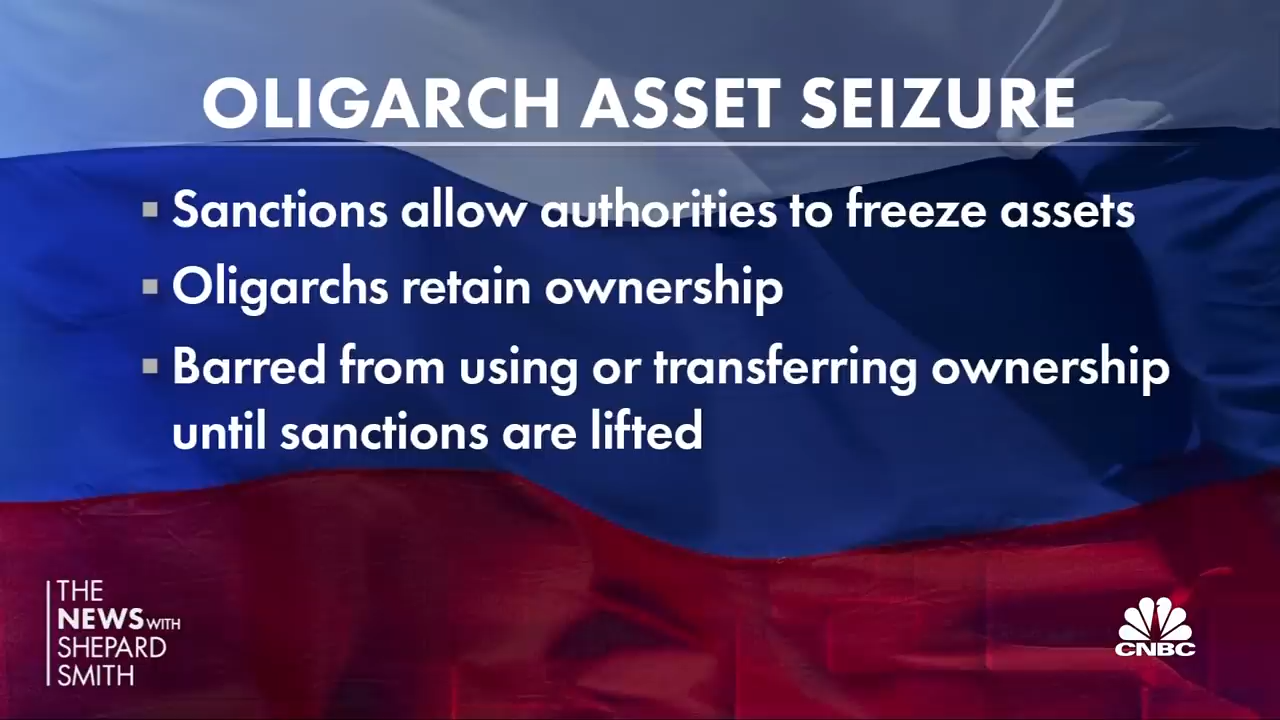 OLIGARCH ASSET SEIZURE
▪ Sanctions allow authorities to freeze assets
▪ Oligarchs retain ownership
▪ Barred from using or transferring ownership
until sanctions are lifted
THE
NEWS WITH
SHEPARD
SMITH
CNBC